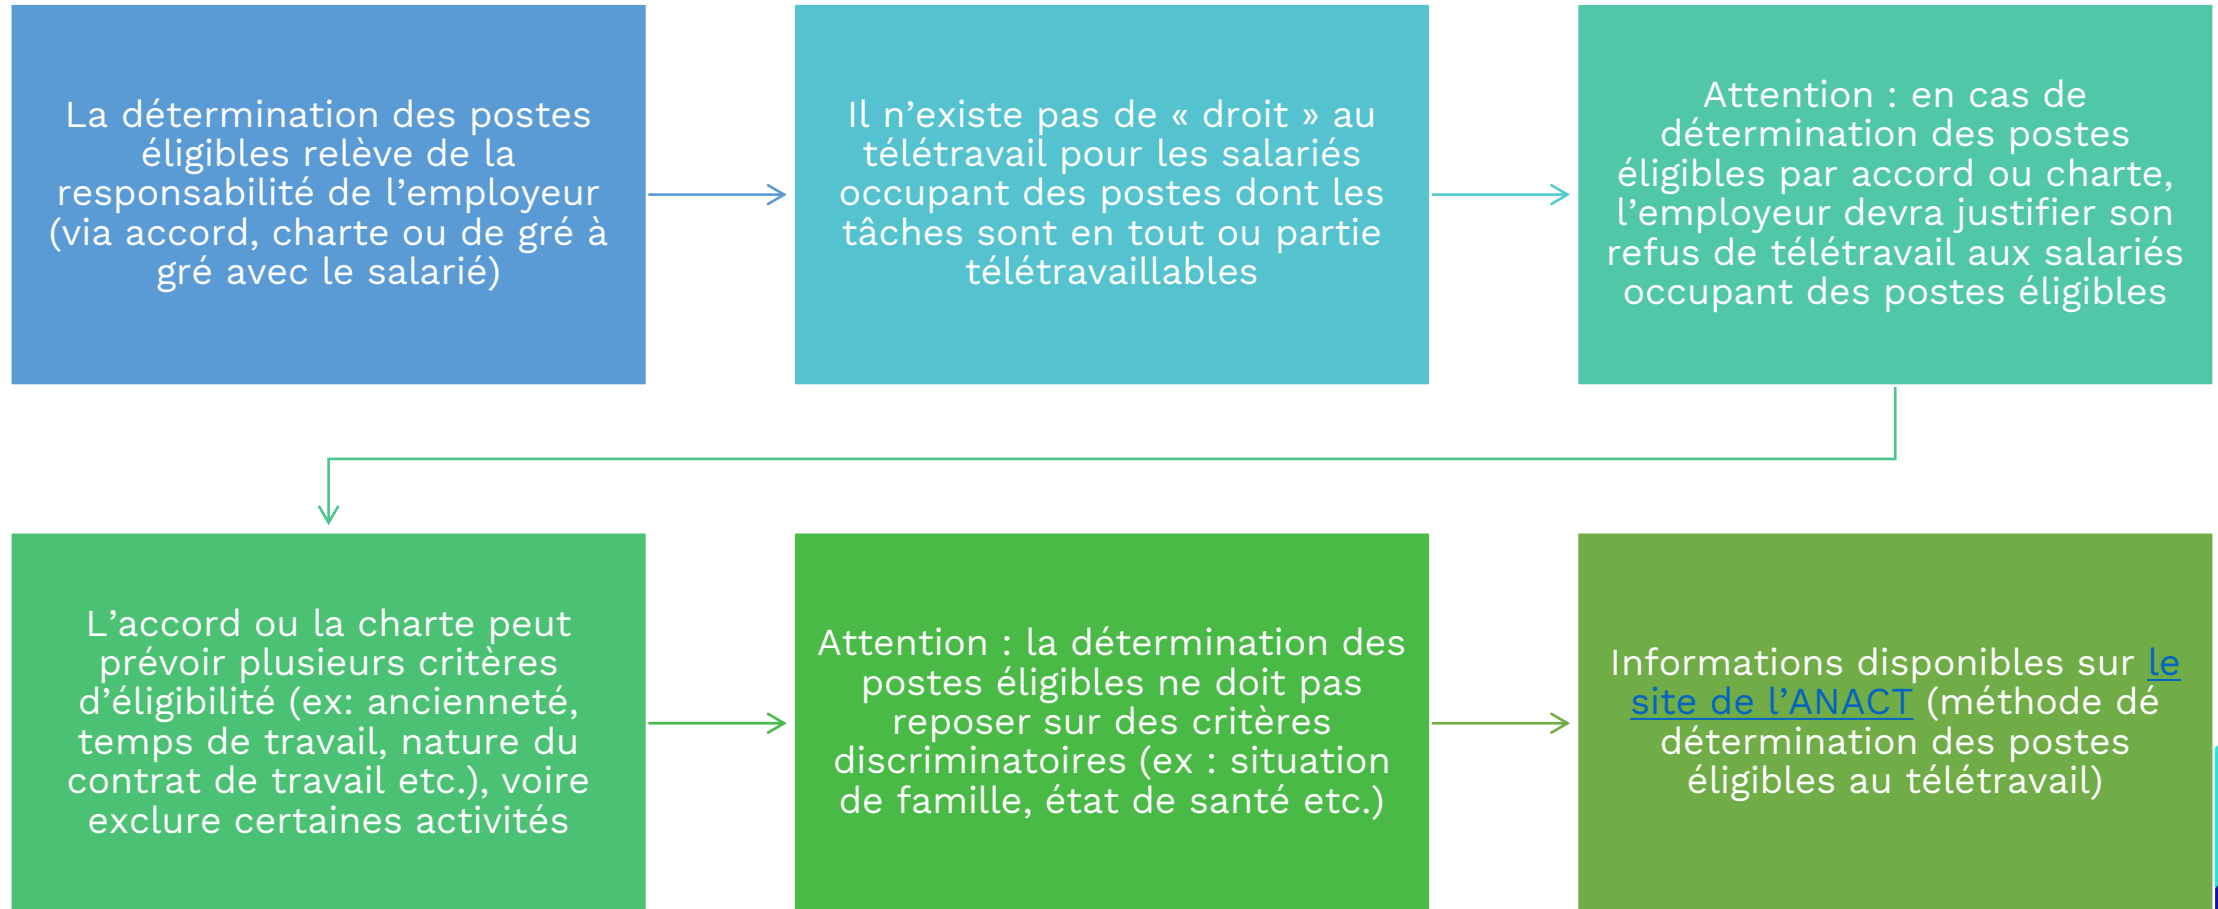 La détermination des postes
éligibles relève de la
responsabilité de l’employeur
(via accord, charte ou de gré à
gré avec le salarié)
Il n’existe pas de « droit » au
télétravail pour les salariés
occupant des postes dont les
tâches sont en tout ou partie
télétravaillables
Attention : en cas de
détermination des postes
éligibles par accord ou charte,
l’employeur devra justifier son
refus de télétravail aux salariés
occupant des postes éligibles
L’accord ou la charte peut
prévoir plusieurs critères
d’éligibilité (ex: ancienneté,
temps de travail, nature du
contrat de travail etc.), voire
exclure certaines activités
Attention : la détermination des
postes éligibles ne doit pas
reposer sur des critères
discriminatoires (ex : situation
de famille, état de santé etc.)
Informations disponibles sur le
site de l’ANACT (méthode dé
détermination des postes
éligibles au télétravail)